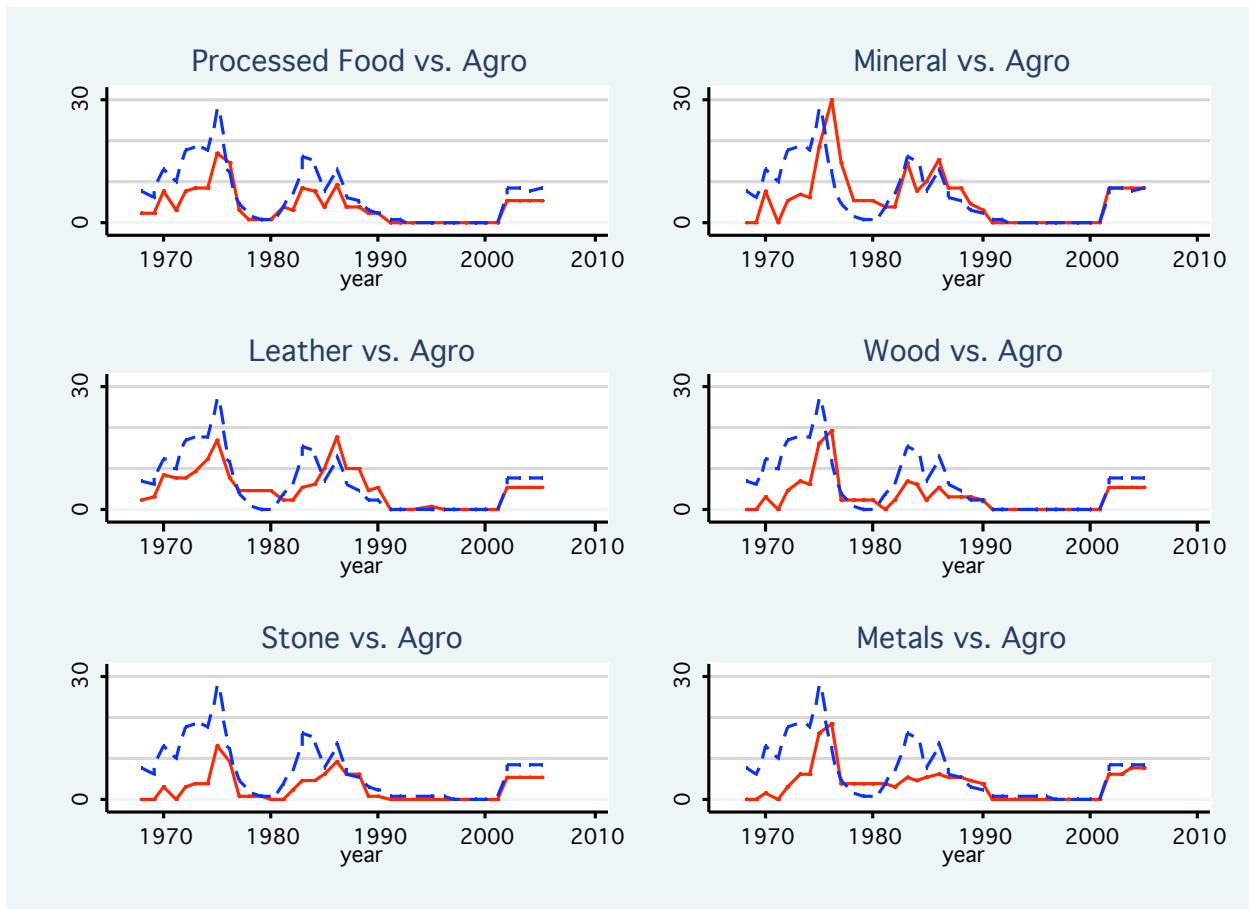 Processed Food vs. Agro
30
0
1970 1980 1990 2000 2010
year
Mineral vs. Agro
30
0
1970 1980 1990 2000 2010
year
Leather vs. Agro
30
0
1970 1980 1990 2000 2010
year
Wood vs. Agro
30
0
1970 1980 1990 2000 2010
year
Stone vs. Agro
30
0
1970 1980 1990 2000 2010
year
Metals vs. Agro
30
0
1970 1980 1990 2000 2010
year